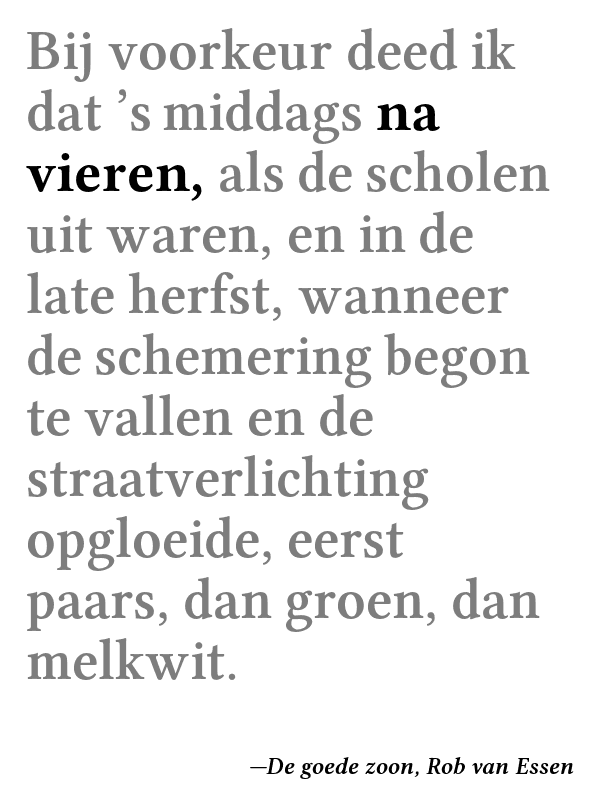 Bij voorkeur deed ik
dat ’s middags na
vieren, als de scholen
uit waren, en in de
late herfst, wanneer
de schemering begon
te vallen en de
straatverlichting
opgloeide, eerst
paars, dan groen, dan
melkwit.
—De goede zoon, Rob van Essen